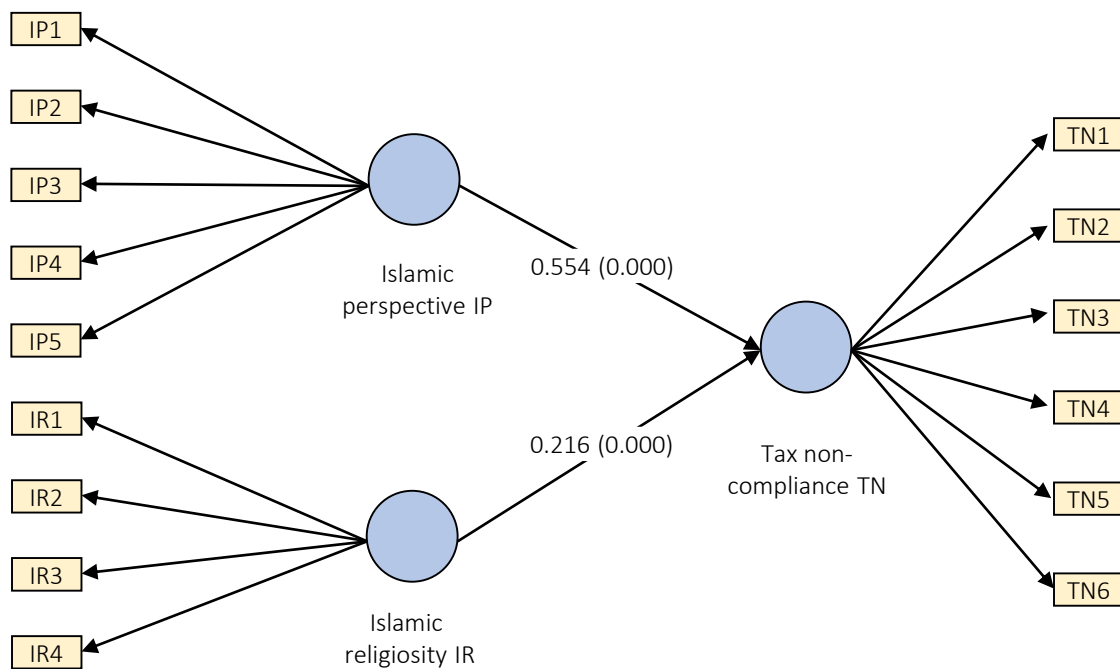 IP1
IP2
IP3
IP4
IP5
Islamic
perspective IP
0.554 (0.000)
IR1
IR2
IR3
IR4
Islamic
religiosity IR
0.216 (0.000)
Tax non-
compliance TN
TN1
TN2
TN3
TN4
TN5
TN6